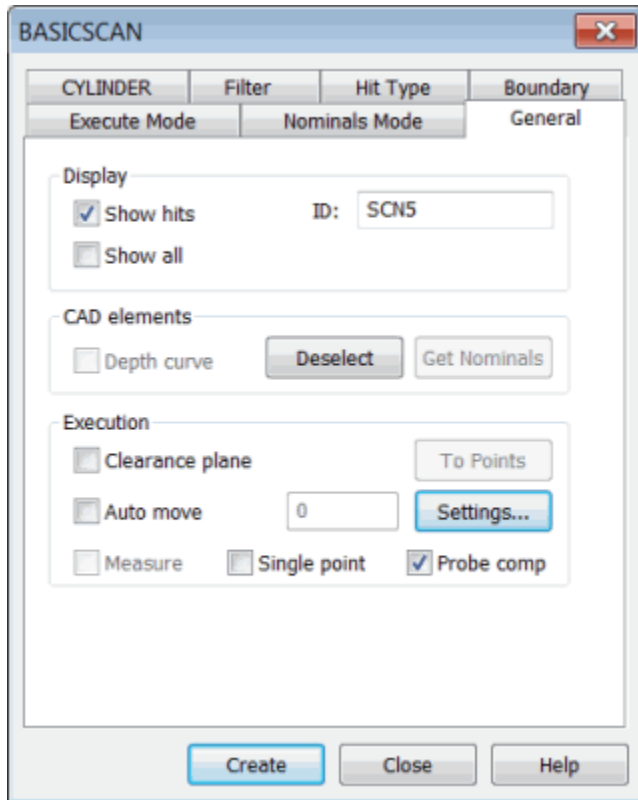 BASICSCAN
CYLINDER Filter Hit Type Boundary
Execute Mode Nominals Mode General
Display
Show hits ID: SCN5
Show all
CAD elements
Depth curve Deselect Get Nominals
Execution
Clearance plane To Points
Auto move 0 Settings...
Measure Single point Probe comp
Create Close Help